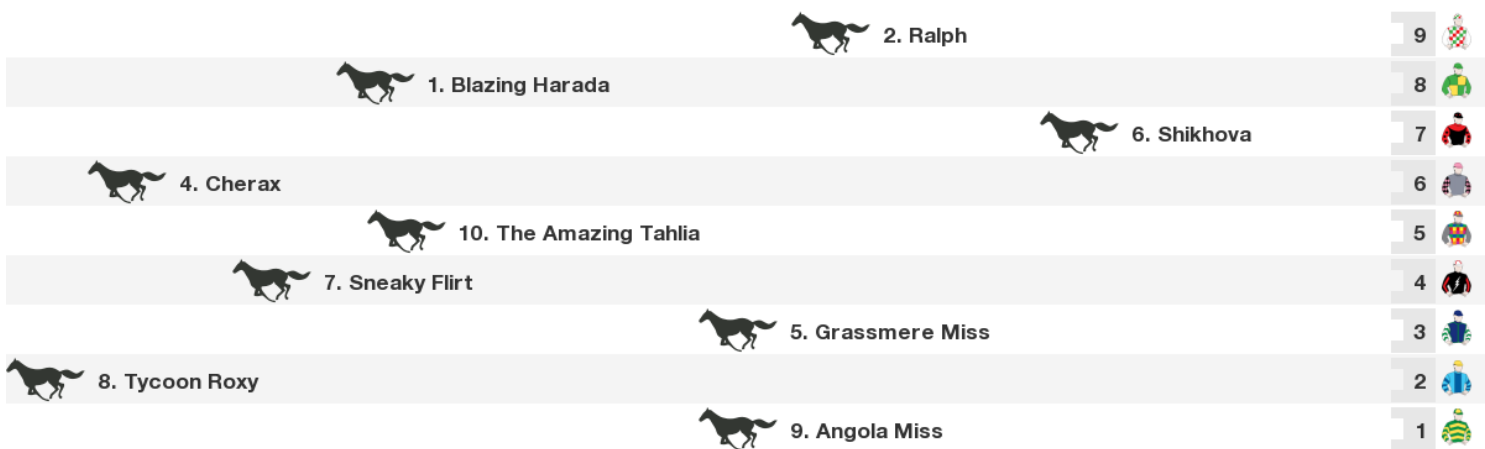 2. Ralph 9
1. Blazing Harada 8
6. Shikhova 7
4. Cherax 6
10. The Amazing Tahlia 5
7. Sneaky Flirt 4
5. Grassmere Miss 3
8. Tycoon Roxy 2
9. Angola Miss 1